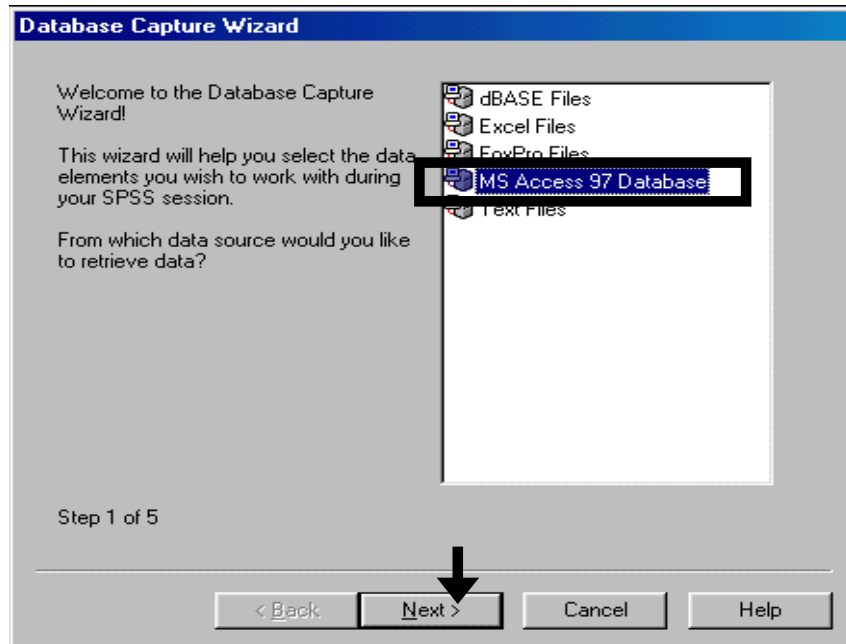 Database Capture Wizard
Welcome to the Database Capture
Wizard!
This wizard will help you select the data
elements you wish to work with during
your SPSS session.
From which data source would you like
to retrieve data?
dBASE Files
Excel Files
FoxPro Files
MS Access 97 Database
Text Files
Step 1 of 5
< Back
Next >
Cancel
Help